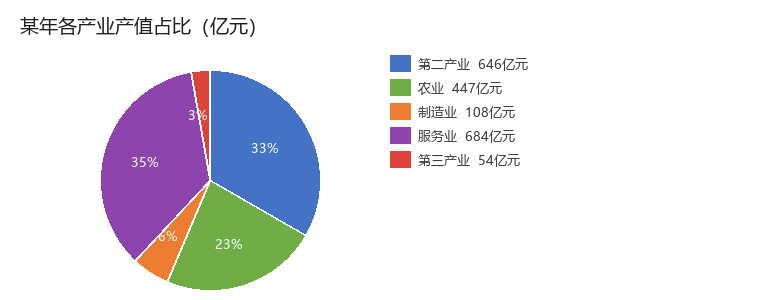 某年各产业产值占比（亿元）
第二产业 646亿元
农业 447亿元
制造业 108亿元
服务业 684亿元
第三产业 54亿元
3%
33%
35%
6%
23%